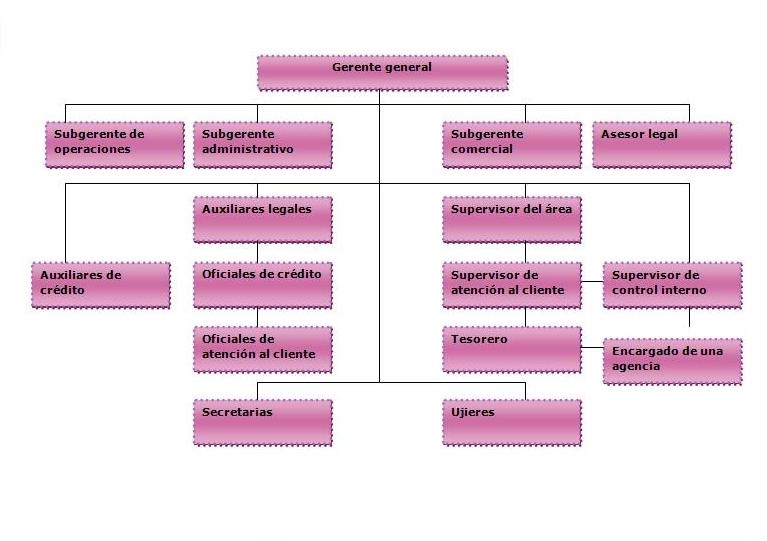 Gerente general
Subgerente de
operaciones
Subgerente
administrativo
Subgerente
comercial
Asesor legal
Auxiliares legales
Supervisor del área
Auxiliares de
crédito
Oficiales de crédito
Supervisor de
atención al cliente
Supervisor de
control interno
Oficiales de
atención al cliente
Tesorero
Encargado de una
agencia
Secretarias
Ujieres